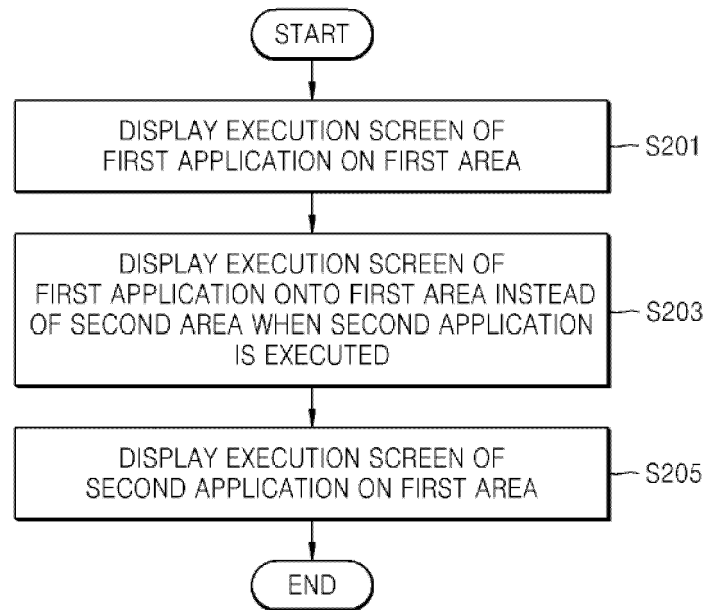 START
DISPLAY EXECUTION SCREEN OF
FIRST APPLICATION ON FIRST AREA
S201
DISPLAY EXECUTION SCREEN OF
FIRST APPLICATION ONTO FIRST AREA INSTEAD
OF SECOND AREA WHEN SECOND APPLICATION
IS EXECUTED
S203
DISPLAY EXECUTION SCREEN OF
SECOND APPLICATION ON FIRST AREA
S205
END